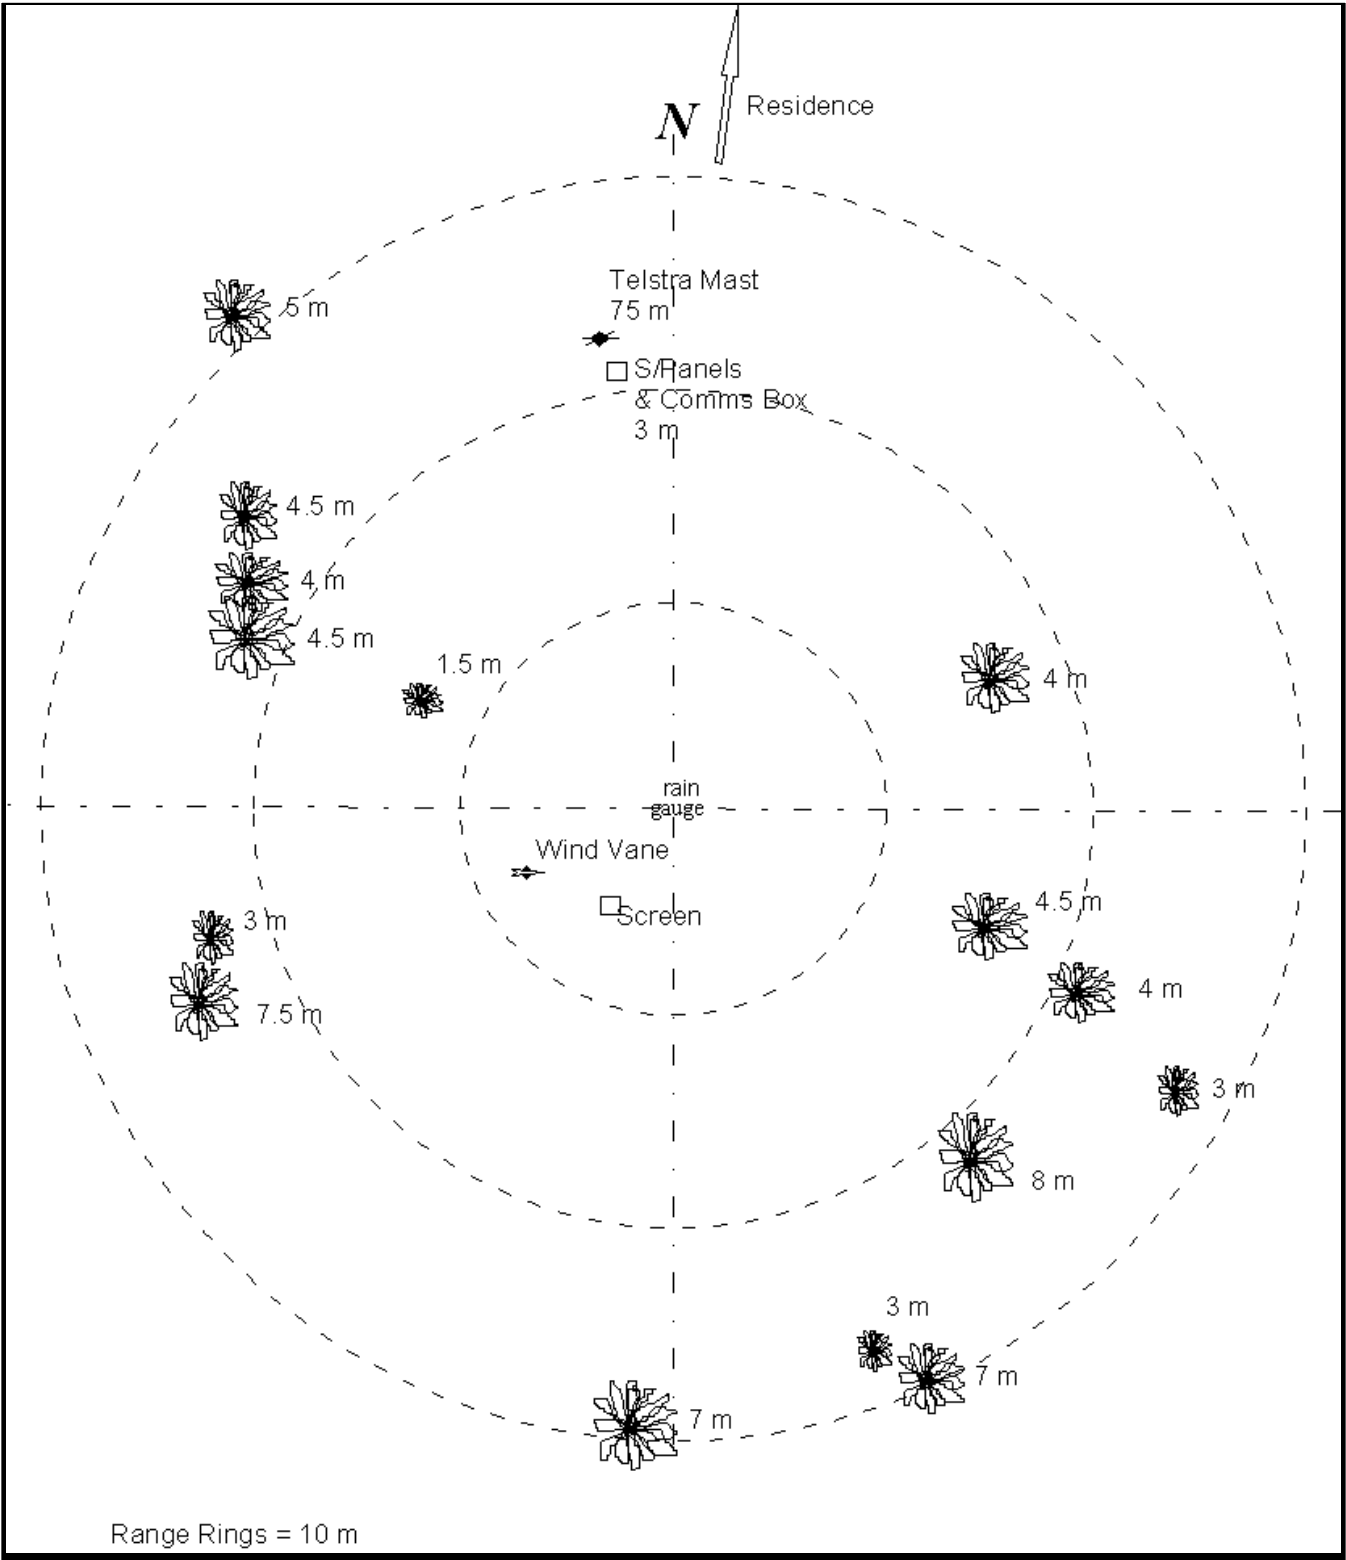 Residence
N
Telstra Mast
75 m
5 m
S/Panels
& Comms Box
3 m
4.5 m
4 m
4.5 m
1.5 m
4 m
rain
gauge
Wind Vane
Screen
4.5 m
3 m
4 m
7.5 m
3 m
8 m
3 m
7 m
7 m
Range Rings = 10 m